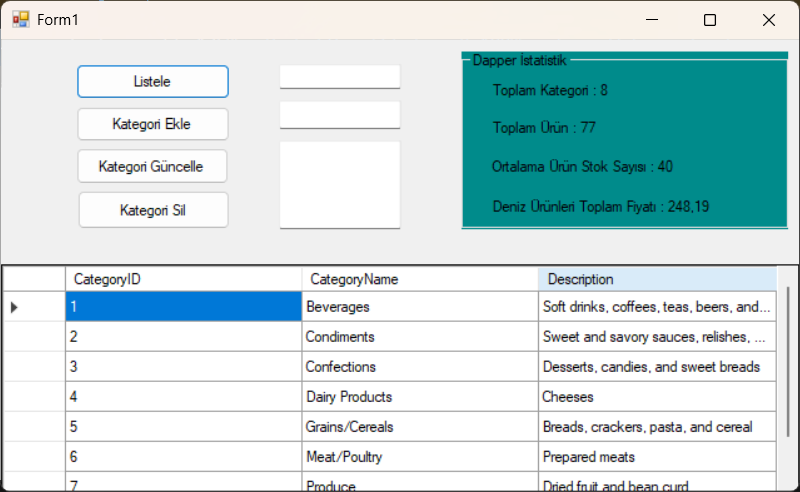 Form1
Listele
Kategori Ekle
Kategori Güncelle
Kategori Sil
Dapper İstatistik
Toplam Kategori : 8
Toplam Ürün : 77
Ortalama Ürün Stok Sayısı : 40
Deniz Ürünleri Toplam Fiyatı : 248,19
CategoryID CategoryName Description
1 Beverages Soft drinks, coffees, teas, beers, and...
2 Condiments Sweet and savory sauces, relishes, ...
3 Confections Desserts, candies, and sweet breads
4 Dairy Products Cheeses
5 Grains/Cereals Breads, crackers, pasta, and cereal
6 Meat/Poultry Prepared meats
7 Produce Dried fruit and bean curd